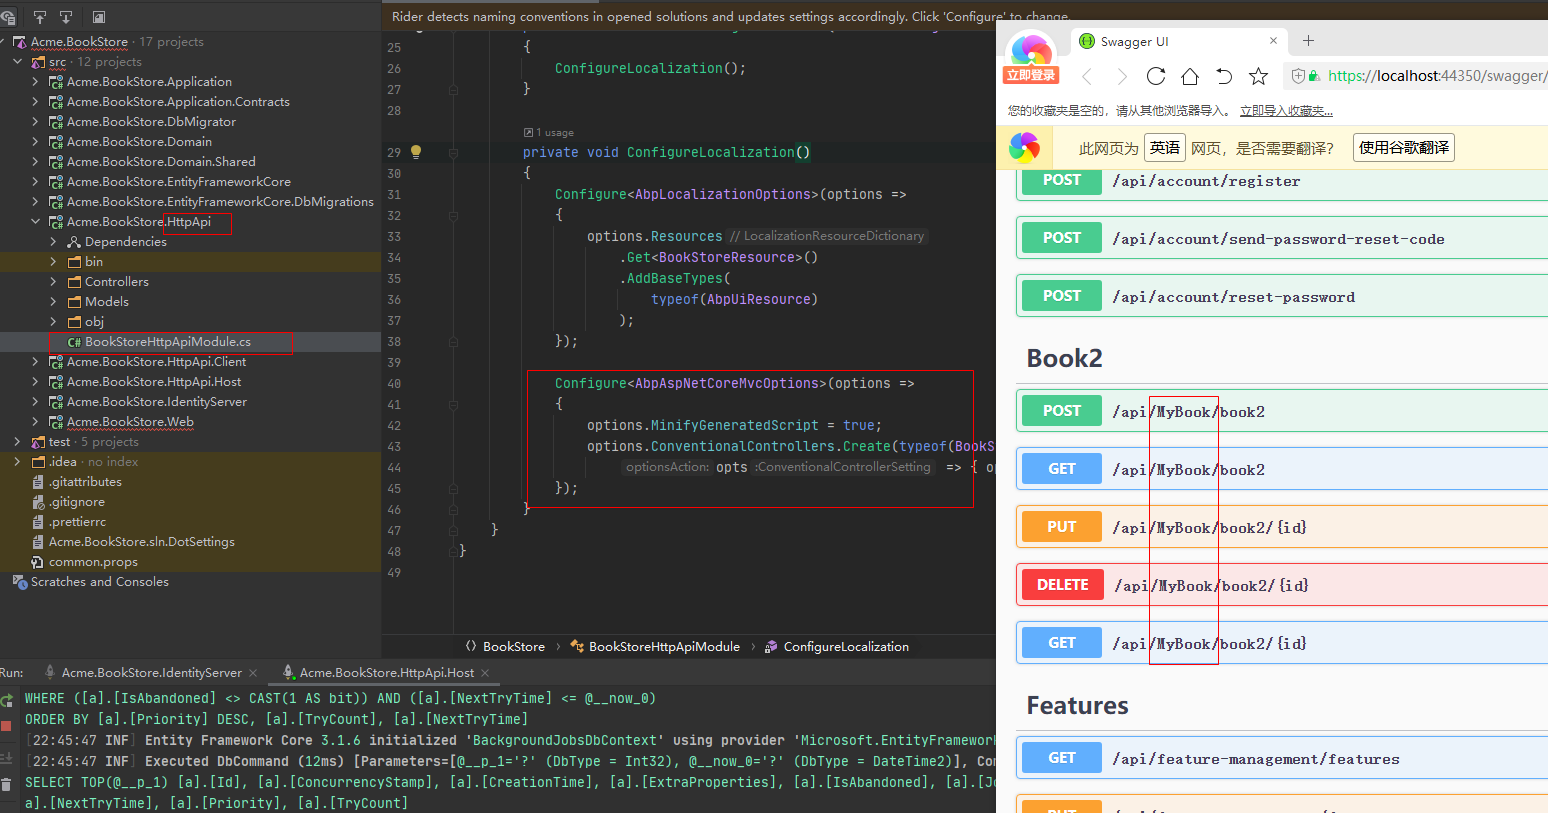 Rider detects naming conventions in opened solutions and updates settings accordingly. Click 'Configure' to change.
Acme.BookStore · 17 projects
src · 12 projects
Acme.BookStore.Application
Acme.BookStore.Application.Contracts
Acme.BookStore.DbMigrator
Acme.BookStore.Domain
Acme.BookStore.Domain.Shared
Acme.BookStore.EntityFrameworkCore
Acme.BookStore.EntityFrameworkCore.DbMigrations
Acme.BookStore.HttpApi
Dependencies
bin
Controllers
Models
obj
C# BookStoreHttpApiModule.cs
Acme.BookStore.HttpApi.Client
Acme.BookStore.HttpApi.Host
Acme.BookStore.IdentityServer
Acme.BookStore.Web
test · 5 projects
.idea · no index
.gitattributes
.gitignore
.prettierrc
Acme.BookStore.sln.DotSettings
common.props
Scratches and Consoles
25 {
26 ConfigureLocalization();
27 }
28
1 usage
29 private void ConfigureLocalization()
30 {
31 Configure<AbpLocalizationOptions>(options =>
32 {
33 options.Resources // LocalizationResourceDictionary
34 .Get<BookStoreResource>()
35 .AddBaseTypes(
36 typeof(AbpUiResource)
37 );
38 });
39
40 Configure<AbpAspNetCoreMvcOptions>(options =>
41 {
42 options.MinifyGeneratedScript = true;
43 options.ConventionalControllers.Create(typeof(BookS
44 optionsAction: opts :ConventionalControllerSetting => { op
45 });
46 }
47 }
48 }
49
BookStore › BookStoreHttpApiModule › ConfigureLocalization
Run: Acme.BookStore.IdentityServer × Acme.BookStore.HttpApi.Host ×
WHERE ([a].[IsAbandoned] <> CAST(1 AS bit)) AND ([a].[NextTryTime] <= @__now_0)
ORDER BY [a].[Priority] DESC, [a].[TryCount], [a].[NextTryTime]
[22:45:47 INF] Entity Framework Core 3.1.6 initialized 'BackgroundJobsDbContext' using provider 'Microsoft.EntityFramework
[22:45:47 INF] Executed DbCommand (12ms) [Parameters=[@__p_1='?' (DbType = Int32), @__now_0='?' (DbType = DateTime2)], Con
SELECT TOP(@__p_1) [a].[Id], [a].[ConcurrencyStamp], [a].[CreationTime], [a].[ExtraProperties], [a].[IsAbandoned], [a].[Jo
a].[NextTryTime], [a].[Priority], [a].[TryCount]
立即登录
Swagger UI ×
https://localhost:44350/swagger/
您的收藏夹是空的，请从其他浏览器导入。 立即导入收藏夹...
此网页为 英语 网页，是否需要翻译？ 使用谷歌翻译
POST /api/account/register
POST /api/account/send-password-reset-code
POST /api/account/reset-password
Book2
POST /api/MyBook/book2
GET /api/MyBook/book2
PUT /api/MyBook/book2/{id}
DELETE /api/MyBook/book2/{id}
GET /api/MyBook/book2/{id}
Features
GET /api/feature-management/features
PUT